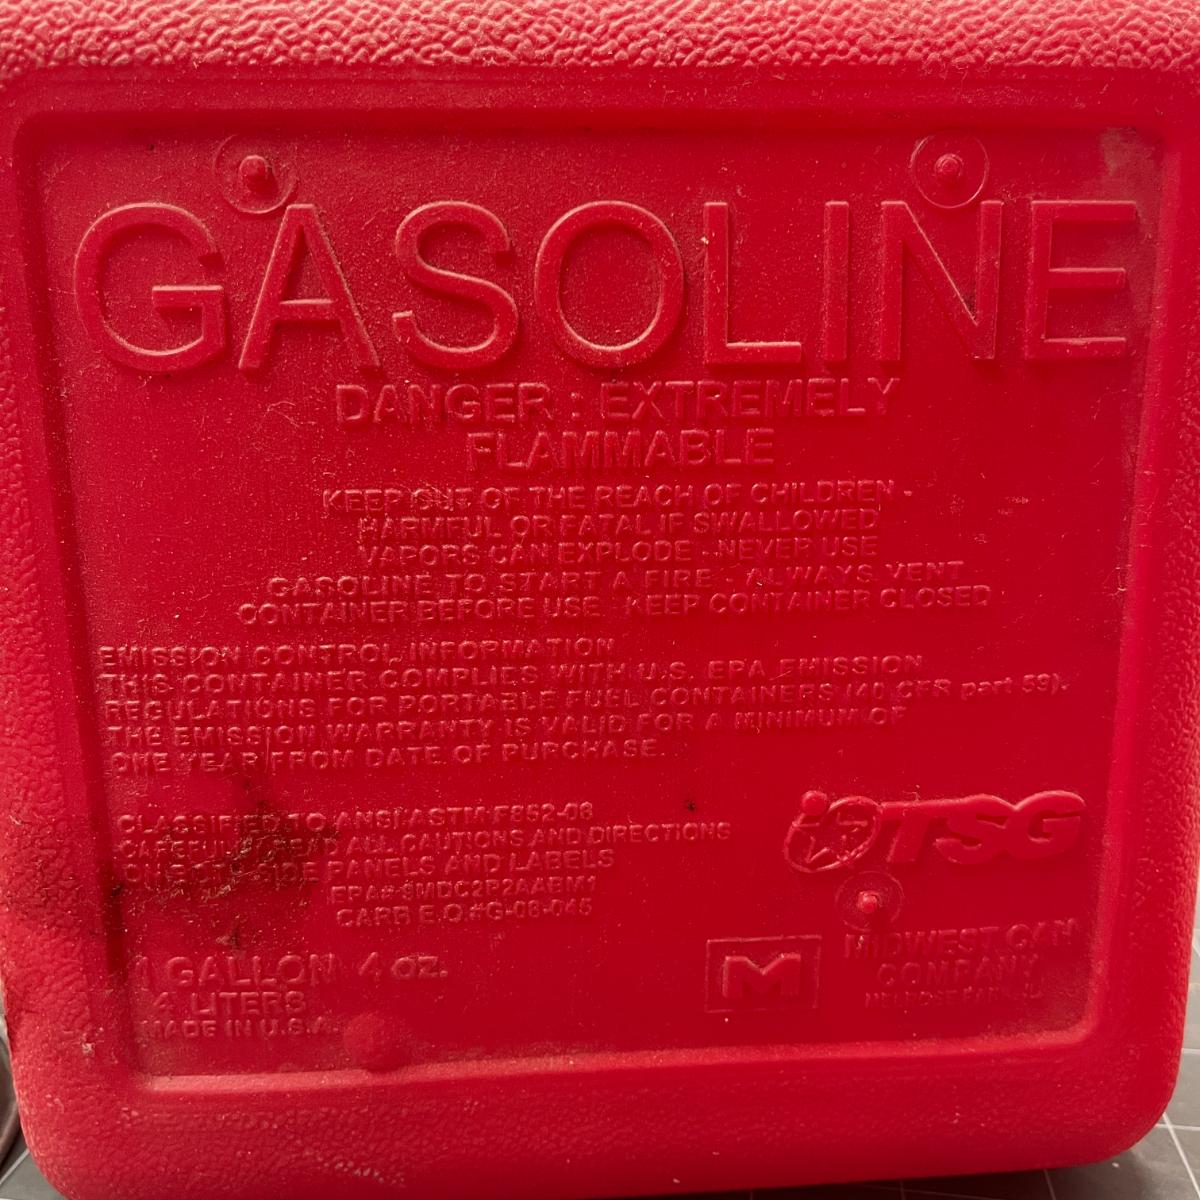 GASOLINE
DANGER : EXTREMELY
FLAMMABLE
KEEP OUT OF THE REACH OF CHILDREN -
HARMFUL OR FATAL IF SWALLOWED
VAPORS CAN EXPLODE - NEVER USE
GASOLINE TO START A FIRE - ALWAYS VENT
CONTAINER BEFORE USE - KEEP CONTAINER CLOSED
EMISSION CONTROL INFORMATION
THIS CONTAINER COMPLIES WITH U.S. EPA EMISSION
REGULATIONS FOR PORTABLE FUEL CONTAINERS (40 CFR part 59).
THE EMISSION WARRANTY IS VALID FOR A MINIMUM OF
ONE YEAR FROM DATE OF PURCHASE.
CLASSIFIED TO ANSI/ASTM F852-08
CAREFULLY READ ALL CAUTIONS AND DIRECTIONS
SIDE PANELS AND LABELS
CARB E.O.#G-08-045
TSG
1 GALLON 4 oz.
4 LITERS
MADE IN U.S.A.
M
MIDWEST CAN
COMPANY
MELROSE PARK, IL